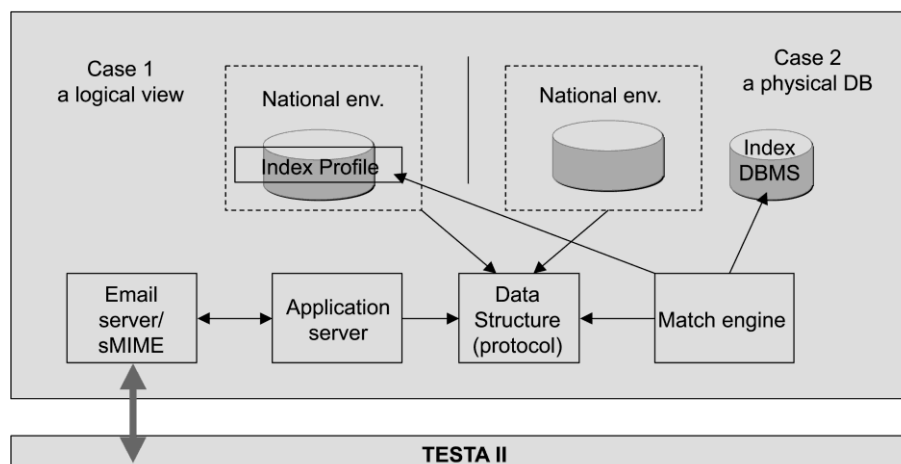 Case 1
a logical view
National env.
Index Profile
National env.
Case 2
a physical DB
Index
DBMS
Email
server/
sMIME
Application
server
Data
Structure
(protocol)
Match engine
TESTA II